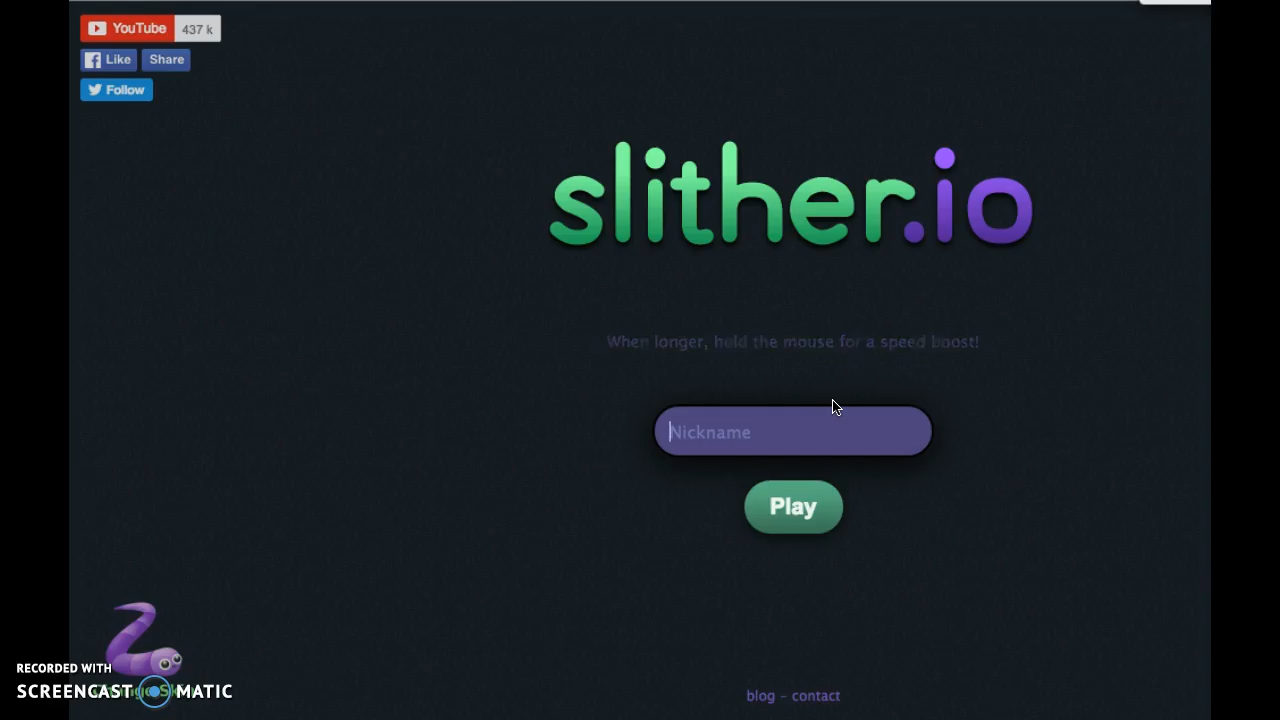 YouTube 437 k
Like Share
Follow
slither.io
When longer, hold the mouse for a speed boost!
Nickname
Play
RECORDED WITH
SCREENCAST MATIC
blog - contact